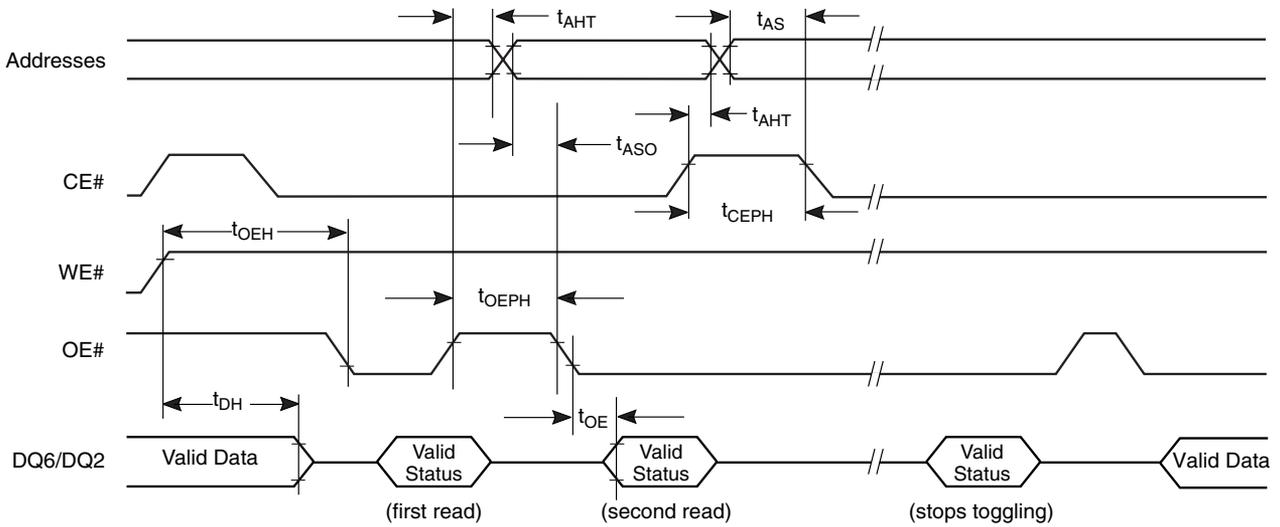 tAHT
tAS
Addresses
tAHT
tASO
CE#
tCEPH
tOEH
WE#
tOEPH
OE#
tDH
tOE
DQ6/DQ2
Valid Data
Valid
Status
Valid
Status
Valid
Status
Valid Data
(first read)
(second read)
(stops toggling)